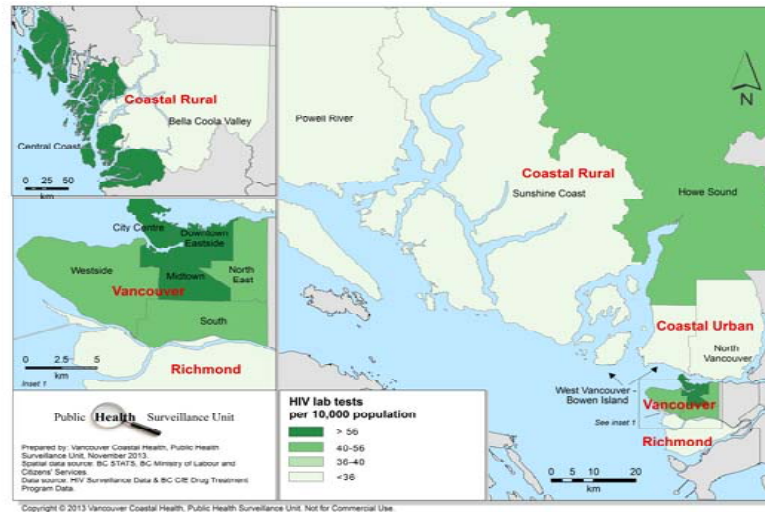 Coastal Rural
Bella Coola Valley
Central Coast
0 25 50
km
City Centre
Downtown
Eastside
Westside
Midtown
North
East
Vancouver
South
Richmond
0 2.5 5
km
Inset 1
Powell River
Coastal Rural
Sunshine Coast
Howe Sound
N
Coastal Urban
North
Vancouver
West Vancouver -
Bowen Island
Vancouver
See inset 1
Richmond
0 10 20
km
Public Health Surveillance Unit
Prepared by: Vancouver Coastal Health, Public Health
Surveillance Unit, November 2013.
Spatial data source: BC STATS, BC Ministry of Labour and
Citizens' Services.
Data source: HIV Surveillance Data & BC CfE Drug Treatment
Program Data.
HIV lab tests
per 10,000 population
> 56
40-56
36-40
<36
Copyright © 2013 Vancouver Coastal Health, Public Health Surveillance Unit. Not for Commercial Use.